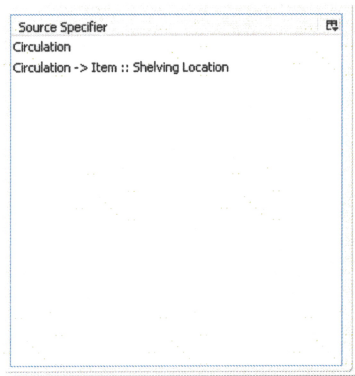 Source Specifier
Circulation
Circulation -> Item :: Shelving Location